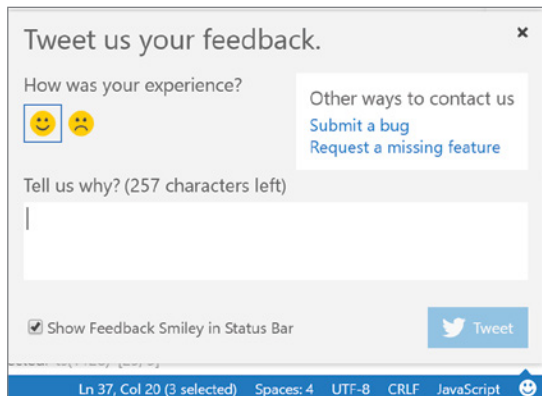 Tweet us your feedback.
How was your experience?
Other ways to contact us
Submit a bug
Request a missing feature
Tell us why? (257 characters left)
Show Feedback Smiley in Status Bar
Tweet
Ln 37, Col 20 (3 selected) Spaces: 4 UTF-8 CRLF JavaScript